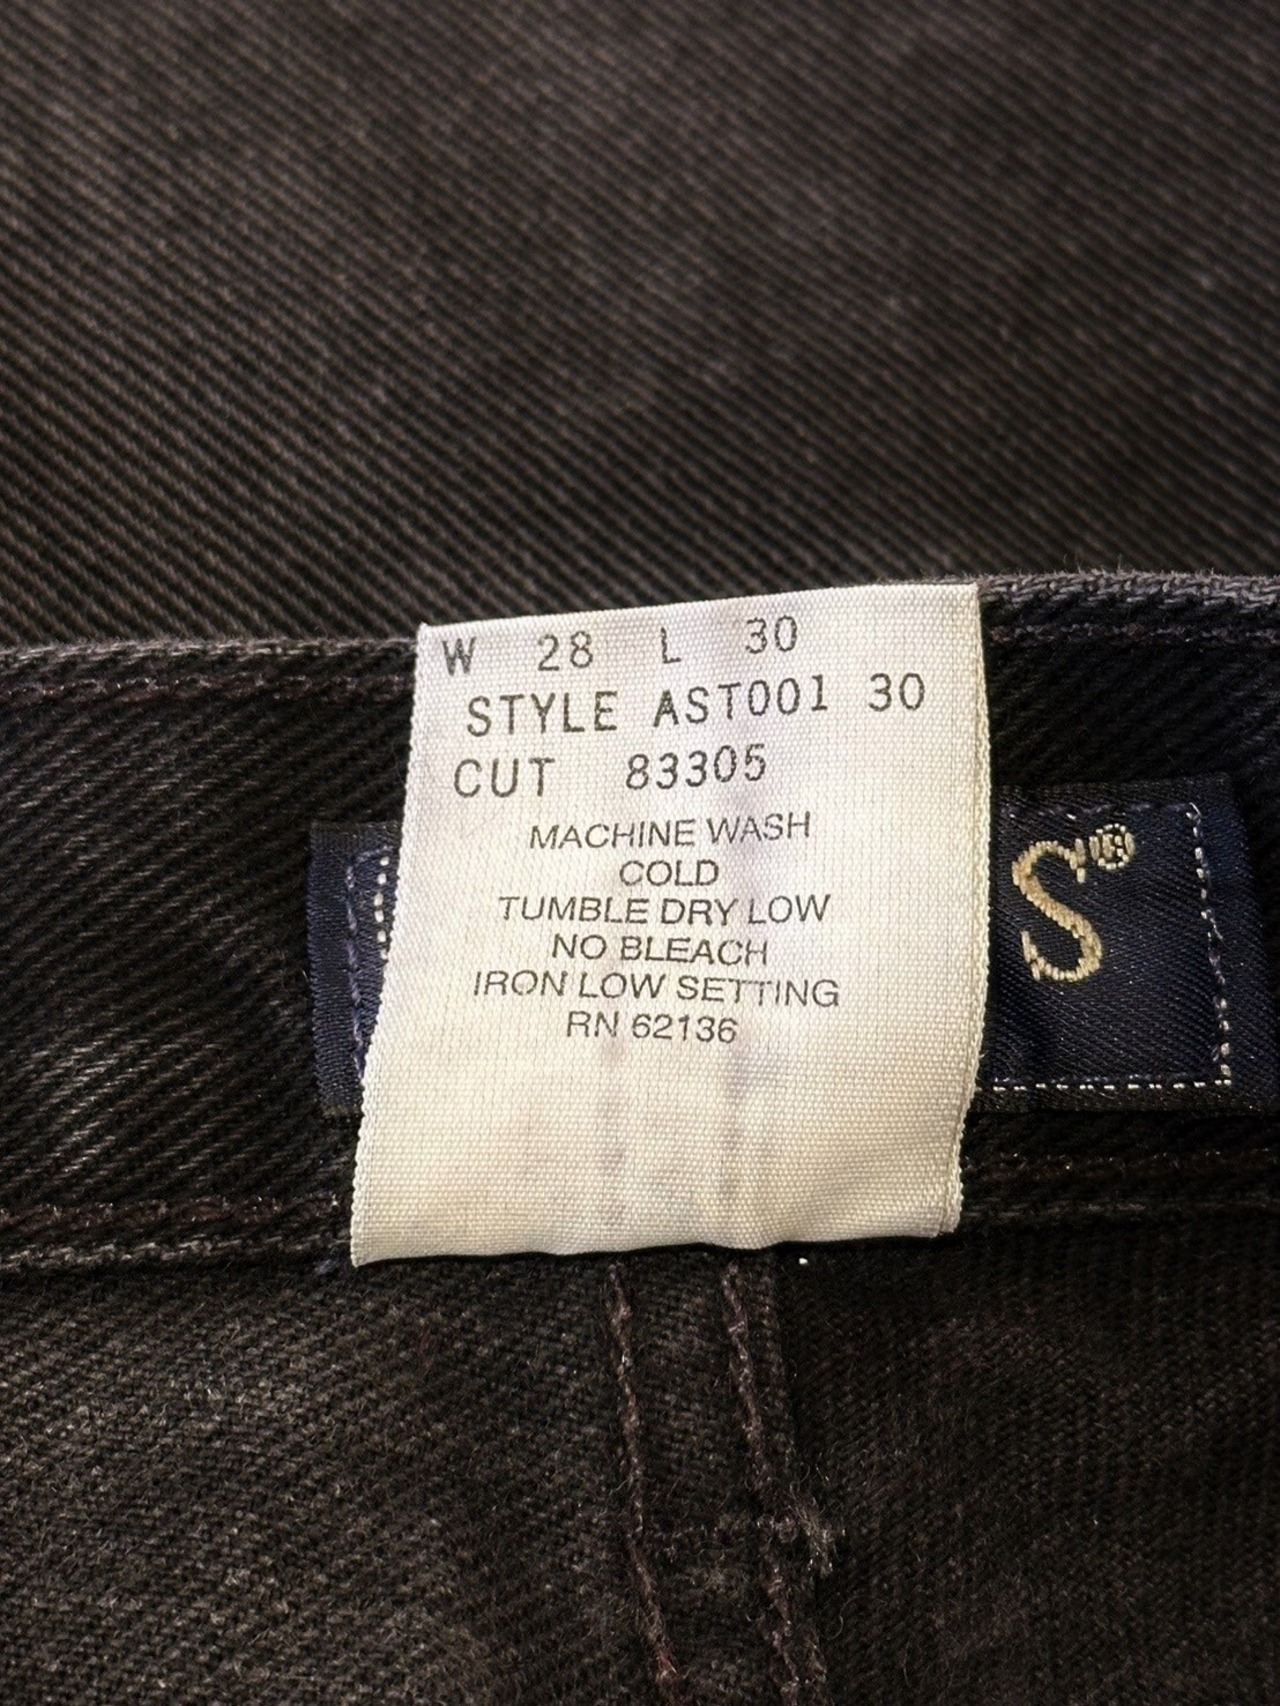 W 28 L 30
STYLE AST001 30
CUT 83305
MACHINE WASH
COLD
TUMBLE DRY LOW
NO BLEACH
IRON LOW SETTING
RN 62136
S®